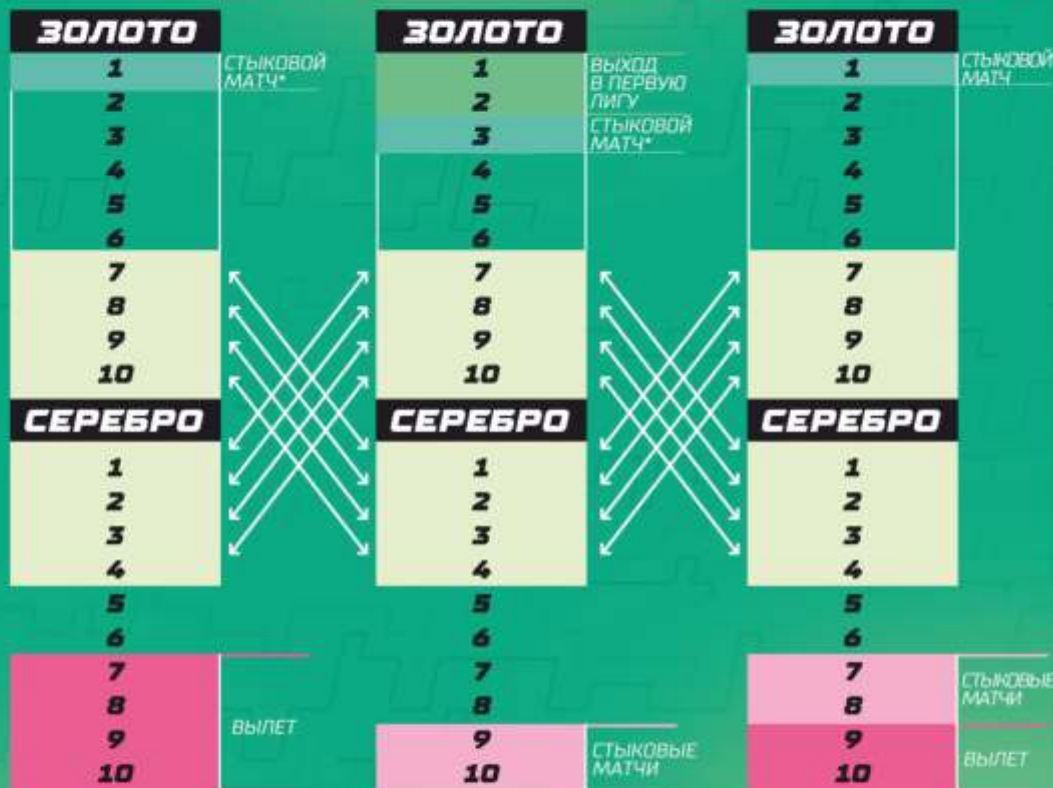 ЗОЛОТО
1
СТЫКОВОЙ
МАТЧ*
2
3
4
5
6
7
8
9
10
СЕРЕБРО
1
2
3
4
5
6
7
8
9
10
ВЫЛЕТ
ЗОЛОТО
1
2
ВЫХОД
В ПЕРВУЮ
ЛИГУ
3
СТЫКОВОЙ
МАТЧ*
4
5
6
7
8
9
10
СЕРЕБРО
1
2
3
4
5
6
7
8
9
10
СТЫКОВЫЕ
МАТЧИ
ЗОЛОТО
1
СТЫКОВОЙ
МАТЧ
2
3
4
5
6
7
8
9
10
СЕРЕБРО
1
2
3
4
5
6
7
8
СТЫКОВЫЕ
МАТЧИ
9
10
ВЫЛЕТ